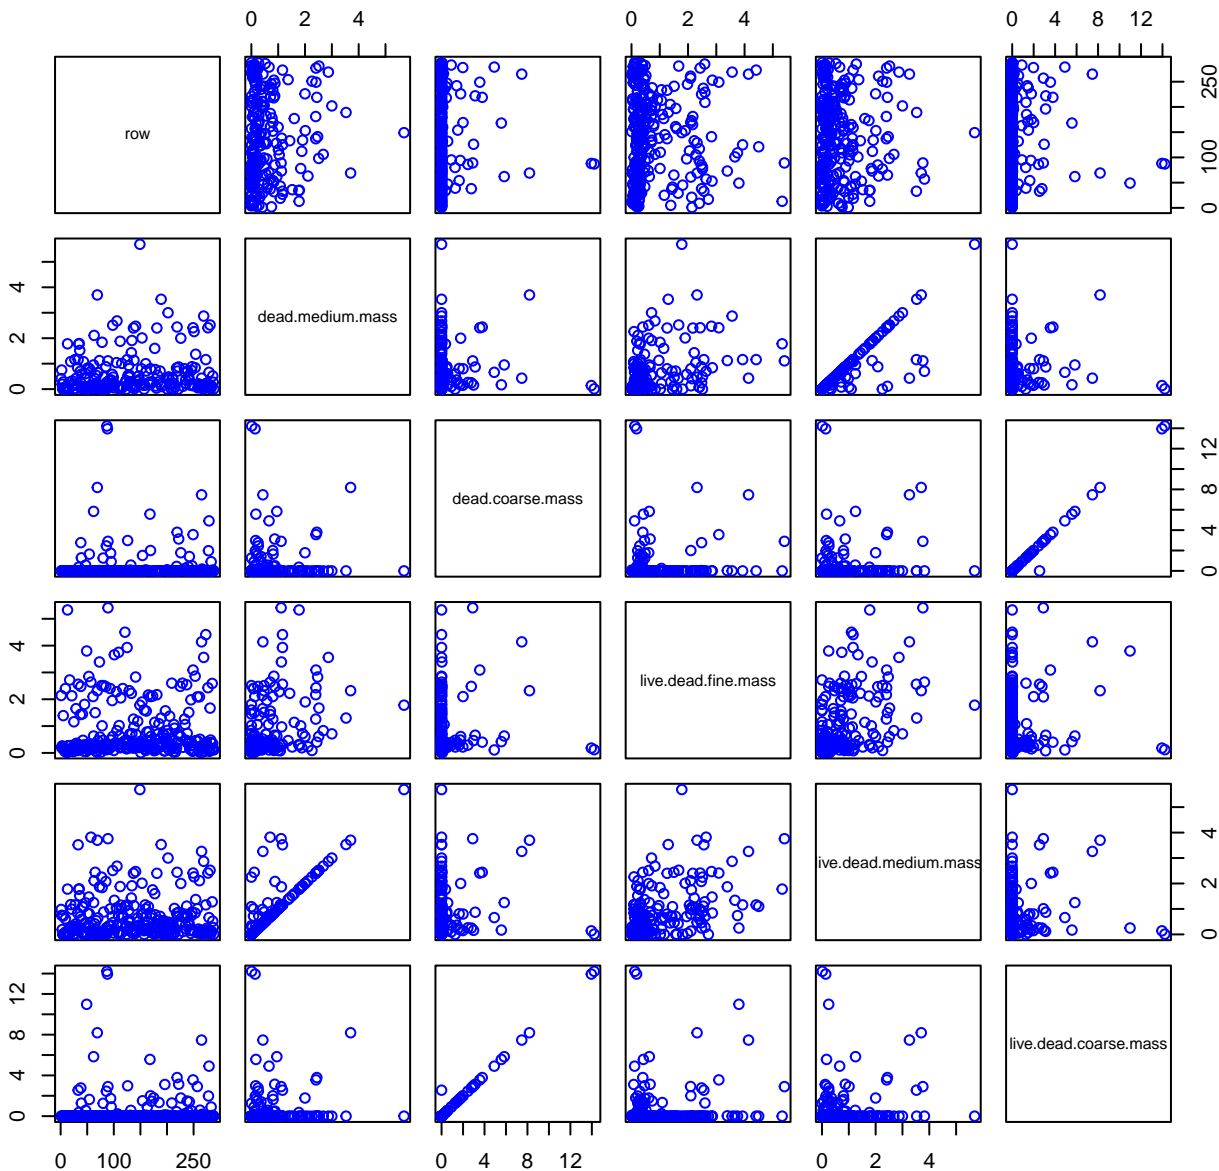 0 2 4 0 2 4 0 4 8 12
row
0 100 250
0 2 4
dead.medium.mass
dead.coarse.mass
0 4 8 12
0 2 4
live.dead.fine.mass
live.dead.medium.mass
0 2 4
0 4 8 12
live.dead.coarse.mass
0 100 250 0 4 8 12 0 2 4